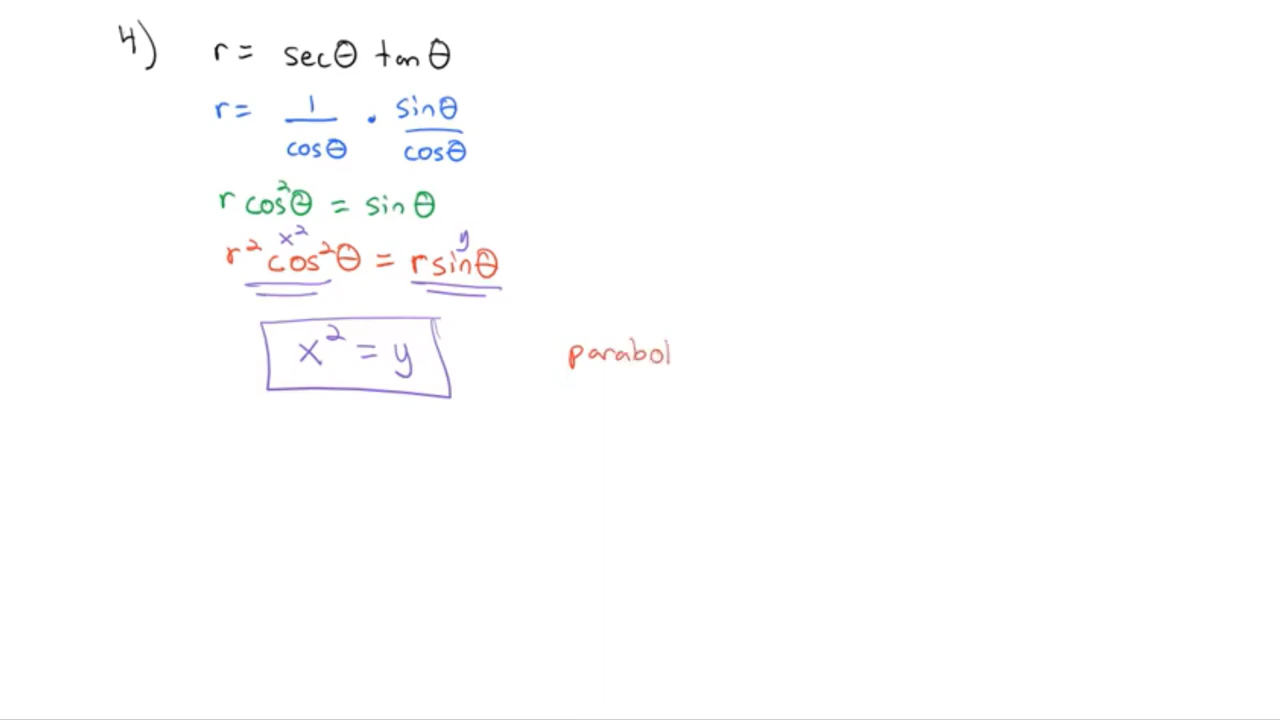 4) r = secθ tanθ
r = 1/cosθ · sinθ/cosθ
r cos²θ = sinθ
x² y
r² cos²θ = r sinθ
x² = y parabol